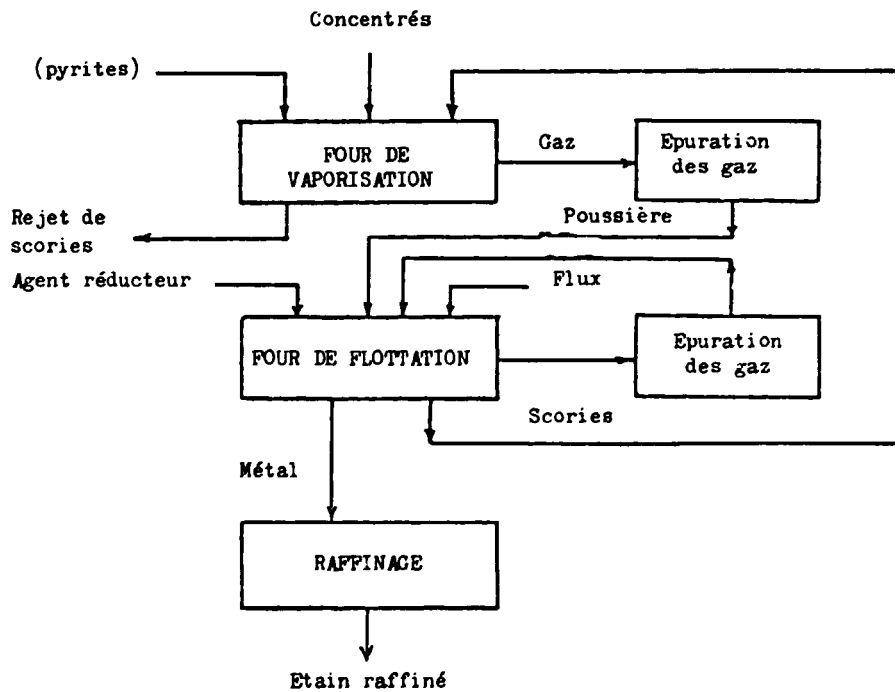 Concentrés
(pyrites)
FOUR DE
VAPORISATION
Gaz
Epuration
des gaz
Rejet de
scories
Poussière
Agent réducteur
Flux
FOUR DE FLOTTATION
Epuration
des gaz
Scories
Métal
RAFFINAGE
Etain raffiné